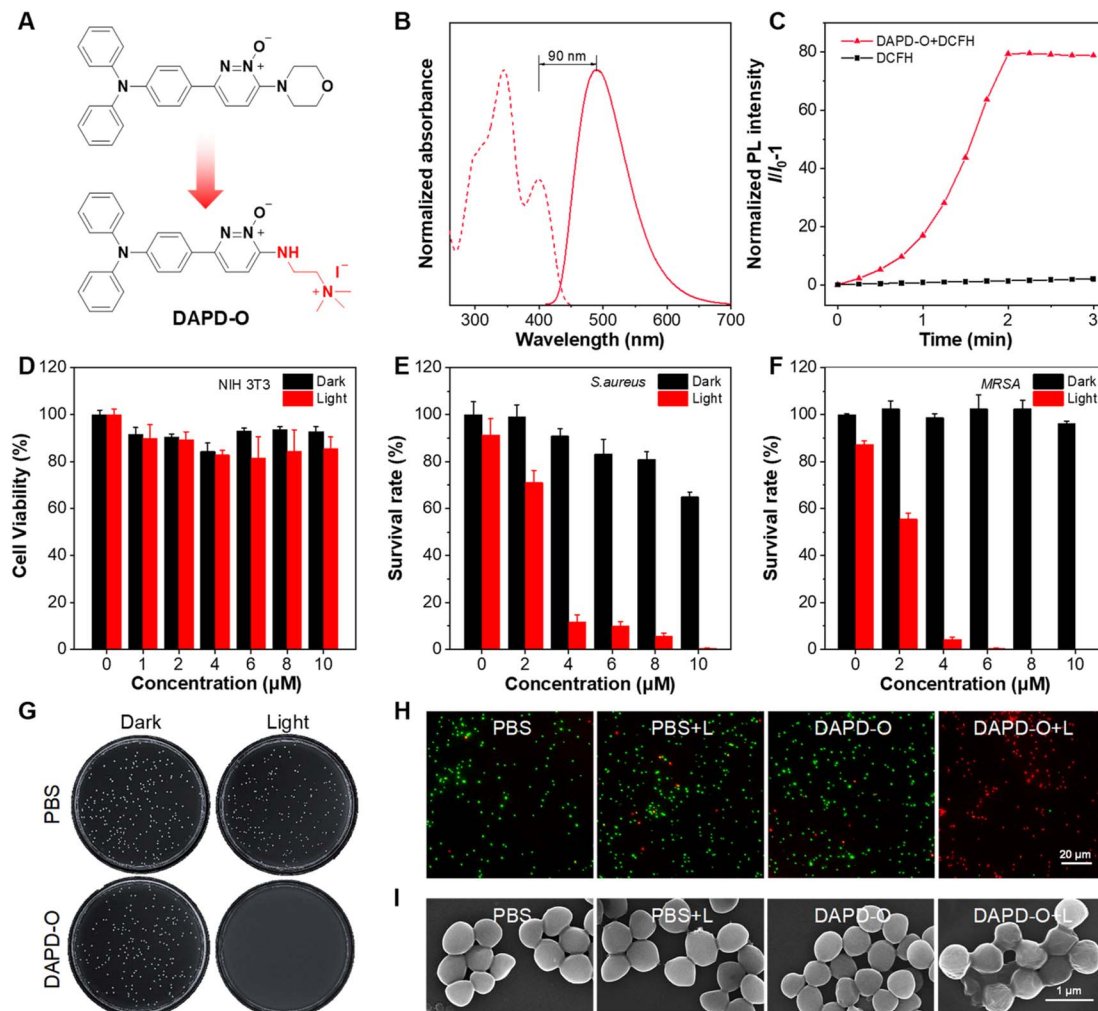 A
O⁻
N N
+
N N O
N
O⁻
N N
+
N NH
I⁻
+
N
DAPD-O
B
90 nm
Normalized absorbance
300 400 500 600 700
Wavelength (nm)
C
DAPD-O+DCFH
DCFH
80
60
40
20
0
Normalized PL intensity
I/I₀-1
0 1 2 3
Time (min)
D
NIH 3T3
Dark
Light
120
100
80
60
40
20
0
Cell Viability (%)
0 1 2 4 6 8 10
Concentration (μM)
E
S.aureus
Dark
Light
120
100
80
60
40
20
0
Survival rate (%)
0 2 4 6 8 10
Concentration (μM)
F
MRSA
Dark
Light
120
100
80
60
40
20
0
Survival rate (%)
0 2 4 6 8 10
Concentration (μM)
G
Dark Light
PBS
DAPD-O
H
PBS PBS+L DAPD-O DAPD-O+L
20 μm
I
PBS PBS+L DAPD-O DAPD-O+L
1 μm